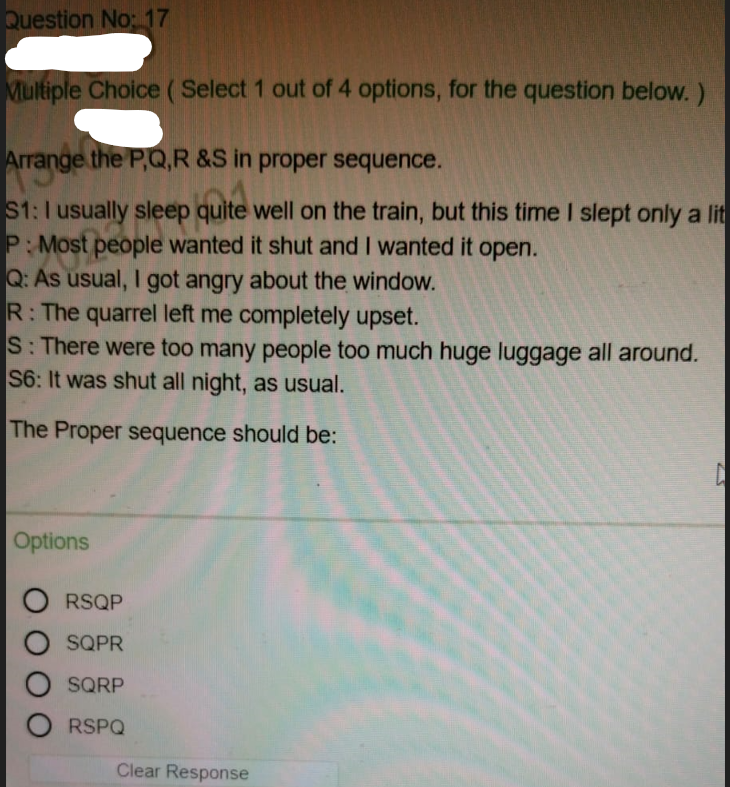 Question No: 17
Multiple Choice ( Select 1 out of 4 options, for the question below. )
Arrange the P,Q,R &S in proper sequence.
S1: I usually sleep quite well on the train, but this time I slept only a lit
P : Most people wanted it shut and I wanted it open.
Q: As usual, I got angry about the window.
R : The quarrel left me completely upset.
S : There were too many people too much huge luggage all around.
S6: It was shut all night, as usual.
The Proper sequence should be:
Options
RSQP
SQPR
SQRP
RSPQ
Clear Response